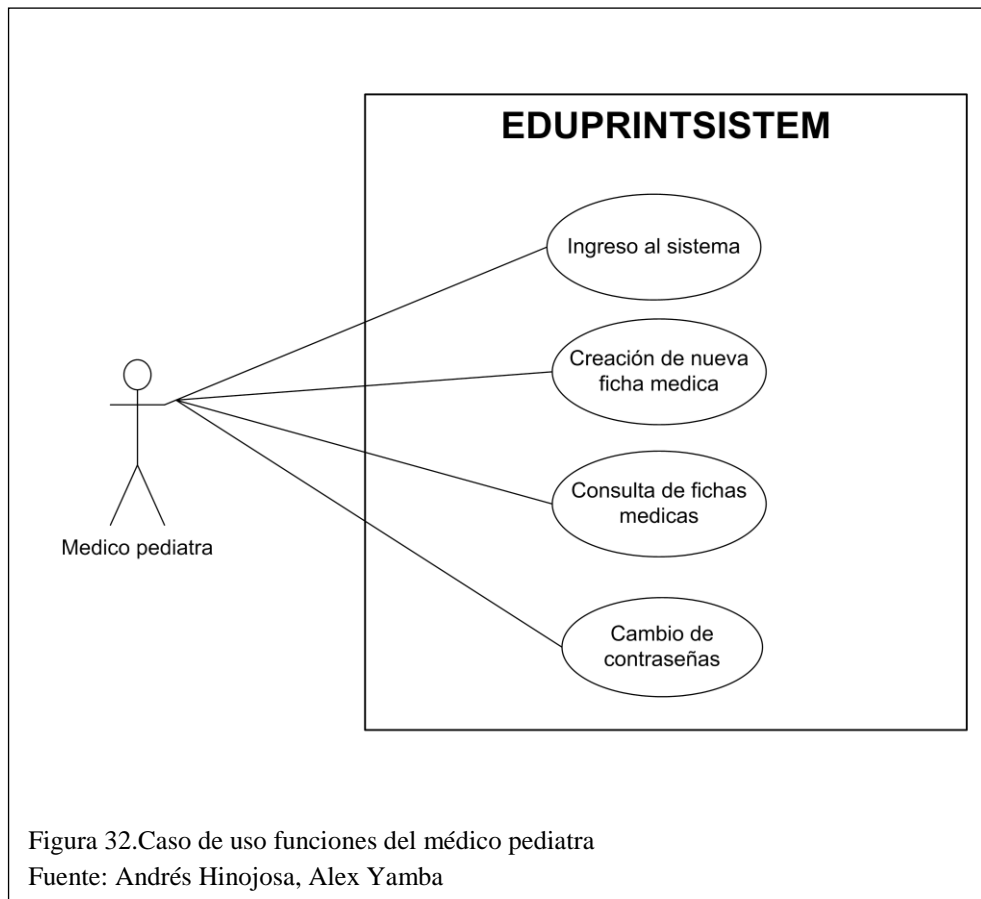 EDUPRINTSISTEM
Ingreso al sistema
Creación de nueva
ficha medica
Consulta de fichas
medicas
Cambio de
contraseñas
Medico pediatra
Figura 32.Caso de uso funciones del médico pediatra
Fuente: Andrés Hinojosa, Alex Yamba